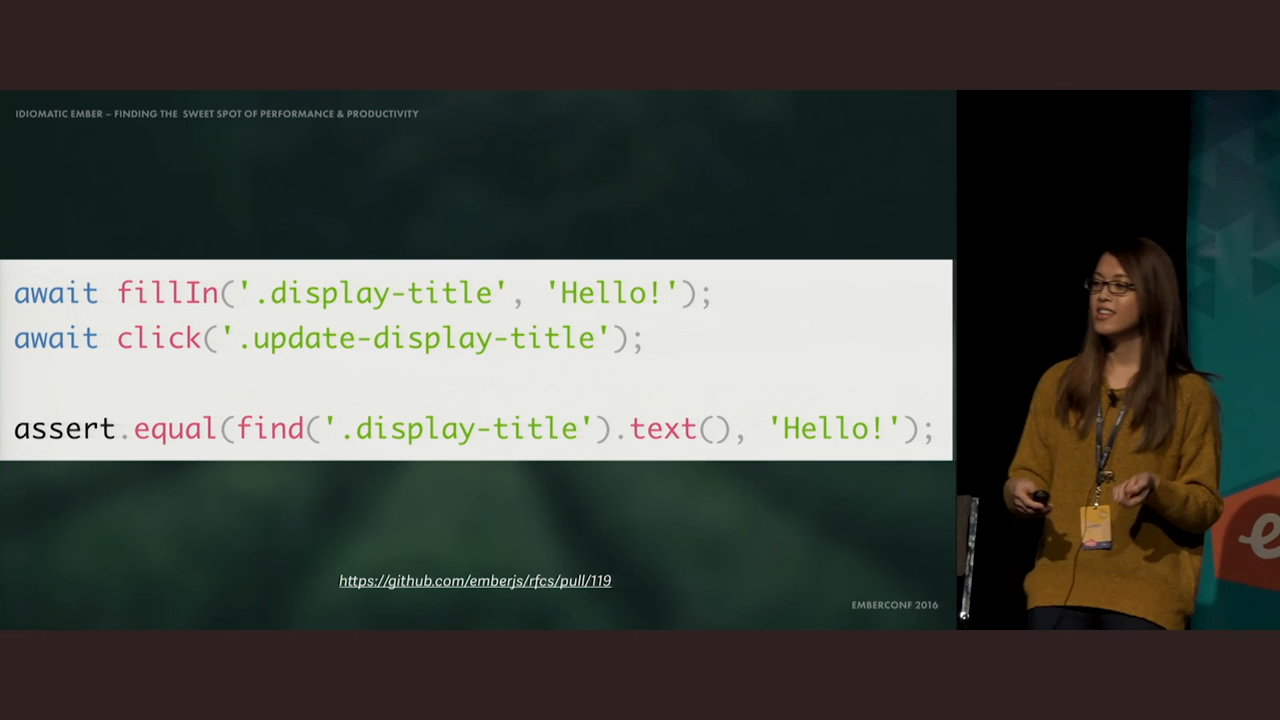 IDIOMATIC EMBER – FINDING THE SWEET SPOT OF PERFORMANCE & PRODUCTIVITY
await fillIn('.display-title', 'Hello!');
await click('.update-display-title');
assert.equal(find('.display-title').text(), 'Hello!');
https://github.com/emberjs/rfcs/pull/119
EMBERCONF 2016